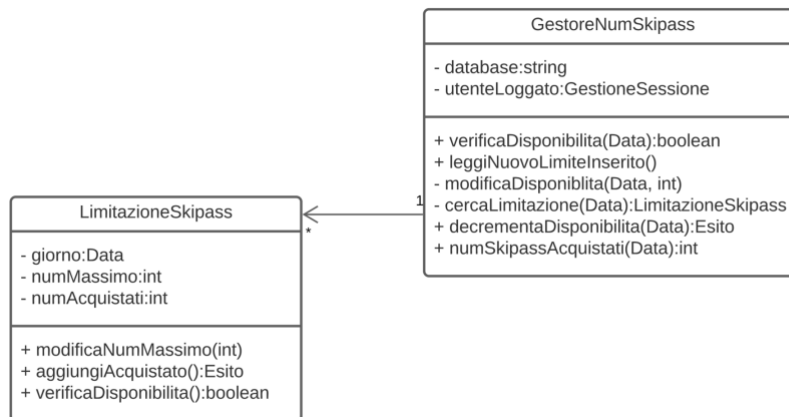 GestoreNumSkipass
- database:string
- utenteLoggato:GestioneSessione
+ verificaDisponibilita(Data):boolean
+ leggiNuovoLimiteInserito()
- modificaDisponiblita(Data, int)
- cercaLimitazione(Data):LimitazioneSkipass
+ decrementaDisponibilita(Data):Esito
+ numSkipassAcquistati(Data):int
1
*
LimitazioneSkipass
- giorno:Data
- numMassimo:int
- numAcquistati:int
+ modificaNumMassimo(int)
+ aggiungiAcquistato():Esito
+ verificaDisponibilita():boolean